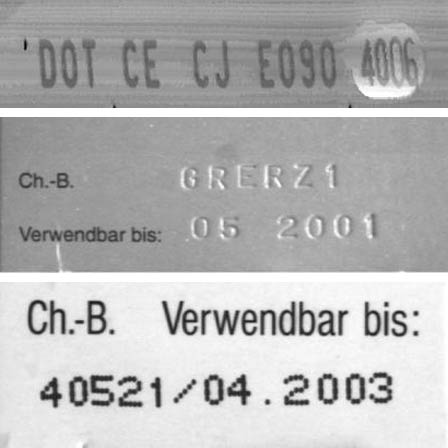 DOT CE CJ E090 4006
Ch.-B. GRERZ1
Verwendbar bis: 05 2001
Ch.-B. Verwendbar bis:
40521/04.2003